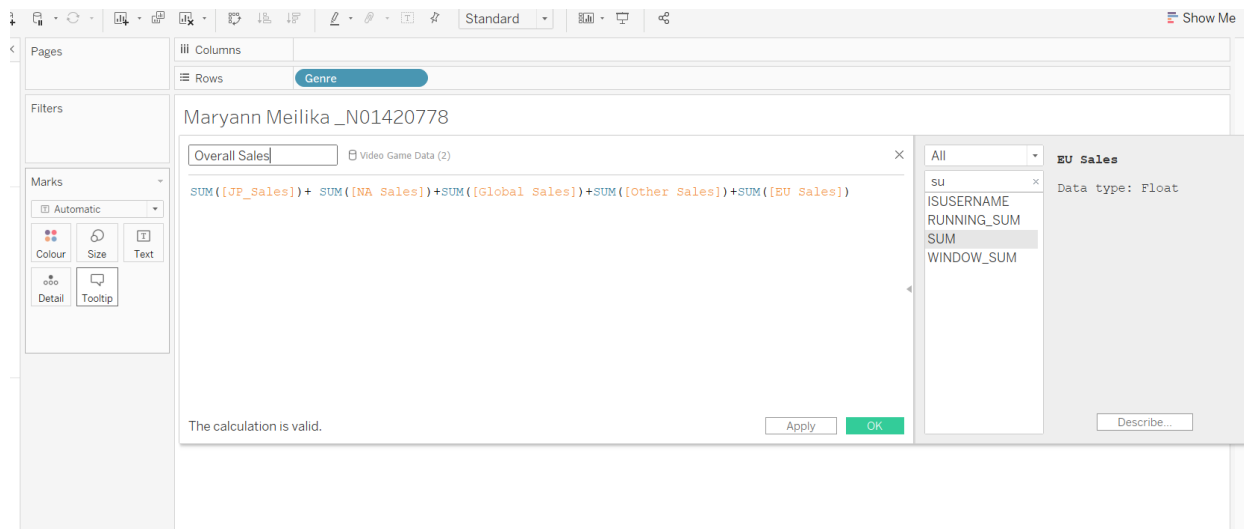 Standard
Show Me
Pages
iii Columns
Rows
Genre
Filters
Maryann Meilika _N01420778
Overall Sales
Video Game Data (2)
All
EU Sales
SUM([JP_Sales])+ SUM([NA Sales])+SUM([Global Sales])+SUM([Other Sales])+SUM([EU Sales])
su
Data type: Float
Marks
ISUSERNAME
Automatic
RUNNING_SUM
SUM
Colour Size Text
WINDOW_SUM
Detail Tooltip
The calculation is valid.
Apply
OK
Describe...